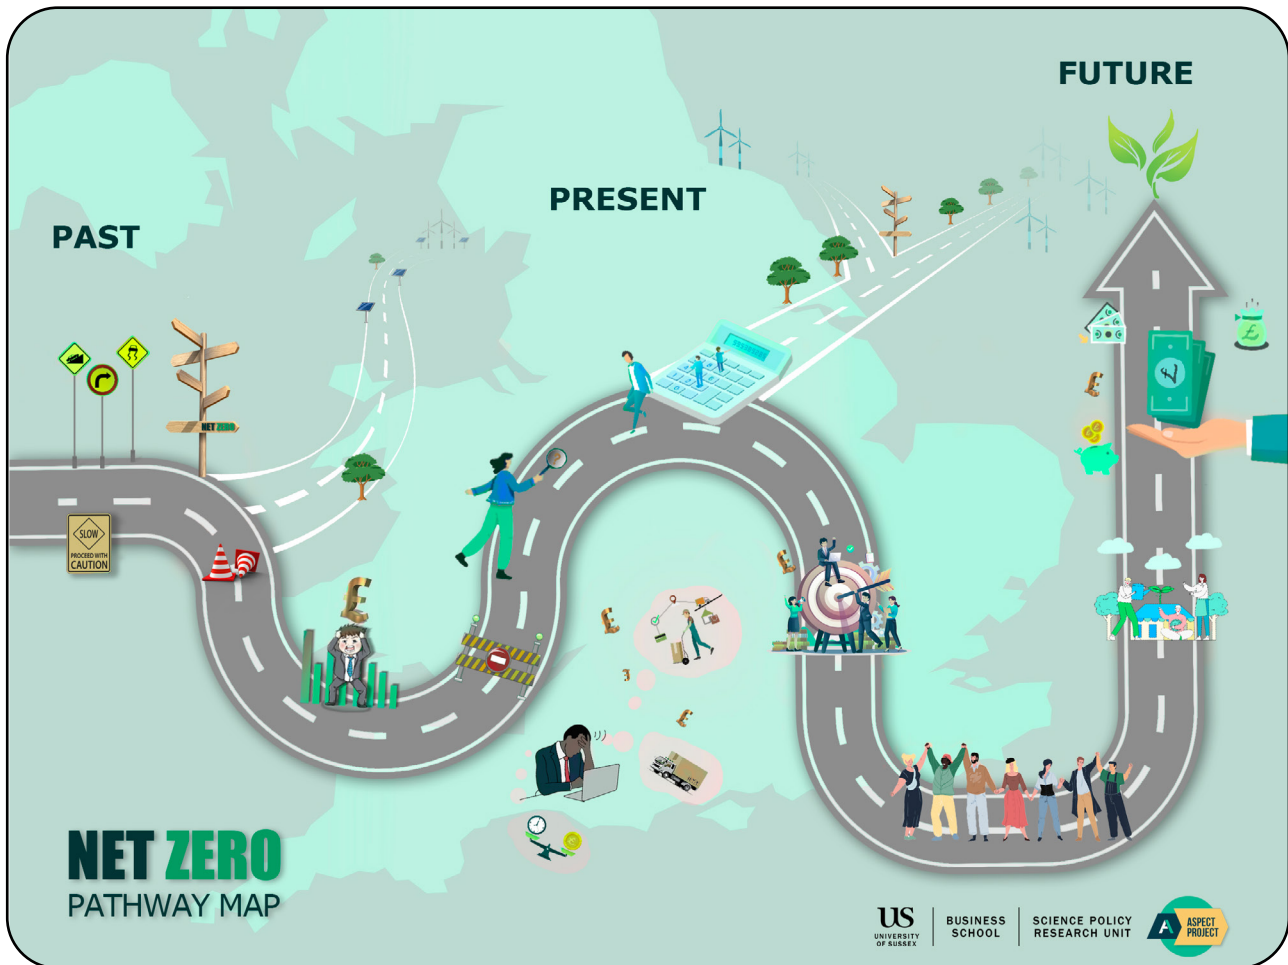 FUTURE
PRESENT
PAST
NET ZERO
SLOW
PROCEED WITH
CAUTION
£
?
£
£
£
£
£
£
£
£
NET ZERO
PATHWAY MAP
US
UNIVERSITY
OF SUSSEX
BUSINESS
SCHOOL
SCIENCE POLICY
RESEARCH UNIT
A
ASPECT
PROJECT